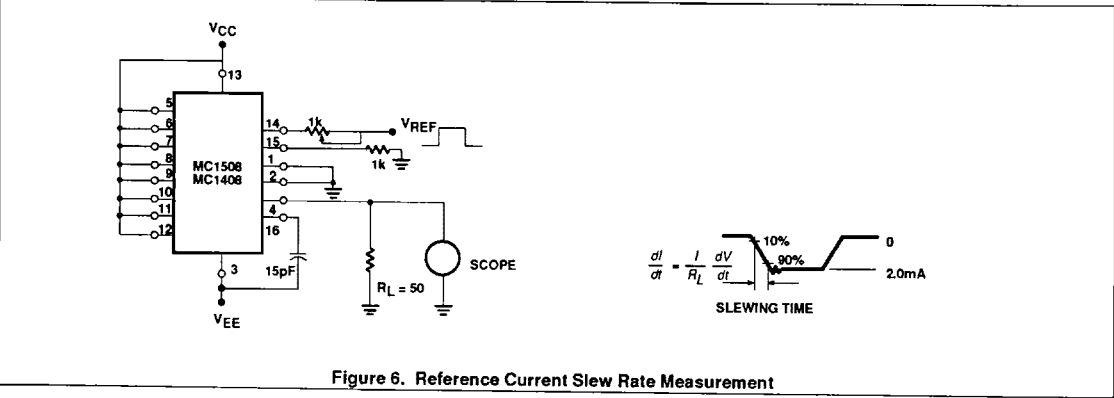 VCC
13
5
6
7
8
9
10
11
12
MC1508
MC1408
14
15
1
2
4
16
3
1k
VREF
1k
15pF
VEE
RL = 50
SCOPE
dI/dt = I/RL dV/dt
10%
90%
0
2.0mA
SLEWING TIME
Figure 6. Reference Current Slew Rate Measurement